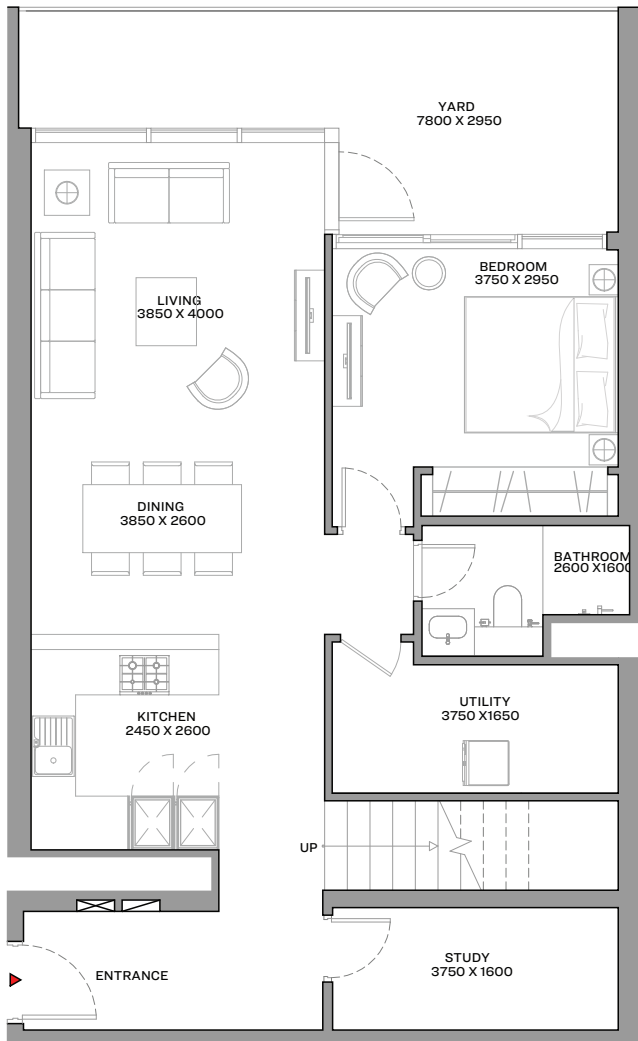 YARD
7800 X 2950
BEDROOM
3750 X 2950
LIVING
3850 X 4000
DINING
3850 X 2600
BATHROOM
2600 X1600
KITCHEN
2450 X 2600
UTILITY
3750 X1650
UP
STUDY
3750 X 1600
ENTRANCE